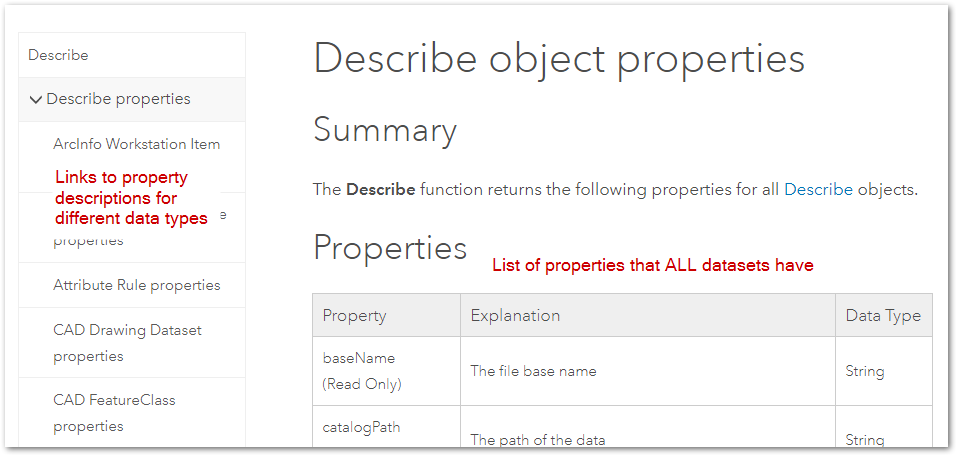 Describe
Describe properties
ArcInfo Workstation Item
Links to property
descriptions for
different data types
e
properties
Attribute Rule properties
CAD Drawing Dataset
properties
CAD FeatureClass
properties
Describe object properties
Summary
The Describe function returns the following properties for all Describe objects.
Properties
List of properties that ALL datasets have
Property Explanation Data Type
baseName
(Read Only)
The file base name
String
catalogPath
The path of the data
String